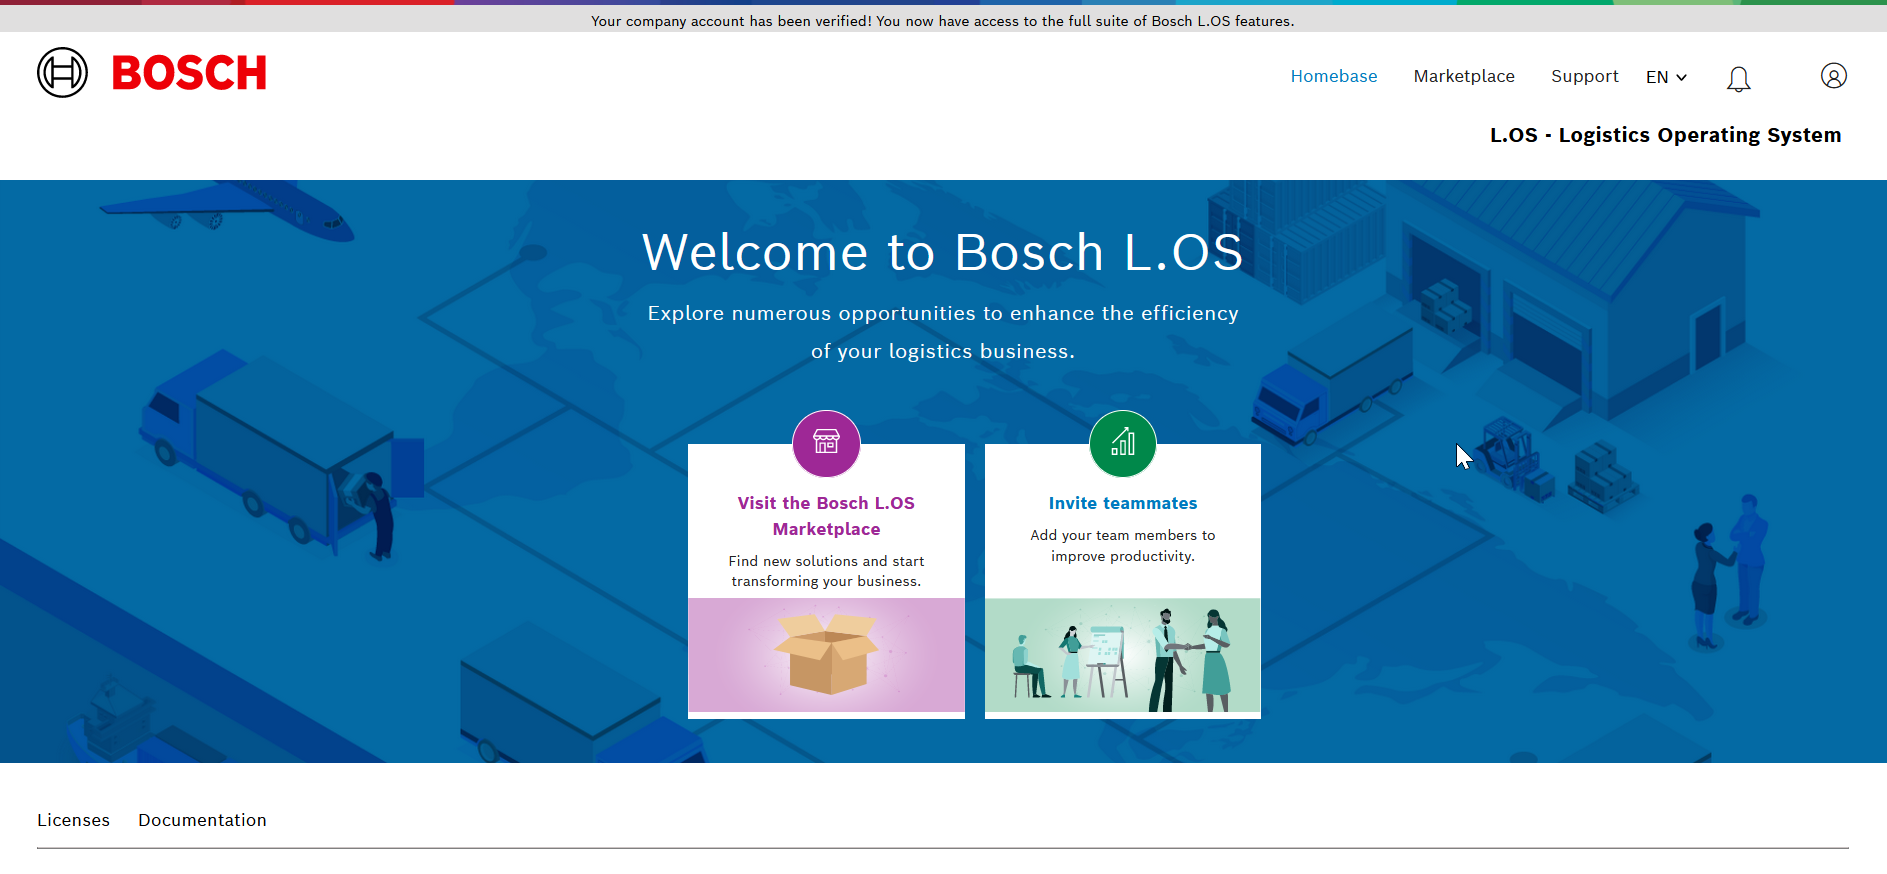 Your company account has been verified! You now have access to the full suite of Bosch L.OS features.
BOSCH
Homebase
Marketplace
Support
EN
L.OS - Logistics Operating System
Welcome to Bosch L.OS
Explore numerous opportunities to enhance the efficiency
of your logistics business.
Visit the Bosch L.OS
Marketplace
Find new solutions and start
transforming your business.
Invite teammates
Add your team members to
improve productivity.
Licenses
Documentation